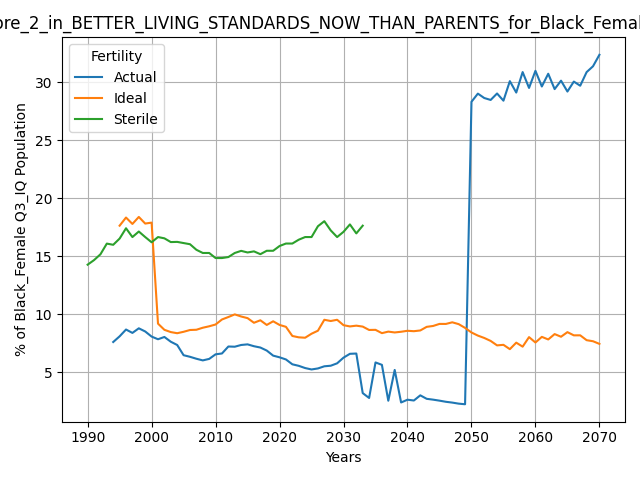 ore_2_in_BETTER_LIVING_STANDARDS_NOW_THAN_PARENTS_for_Black_Femal
Fertility
Actual
Ideal
Sterile
% of Black_Female Q3_IQ Population
30
25
20
15
10
5
1990 2000 2010 2020 2030 2040 2050 2060 2070
Years